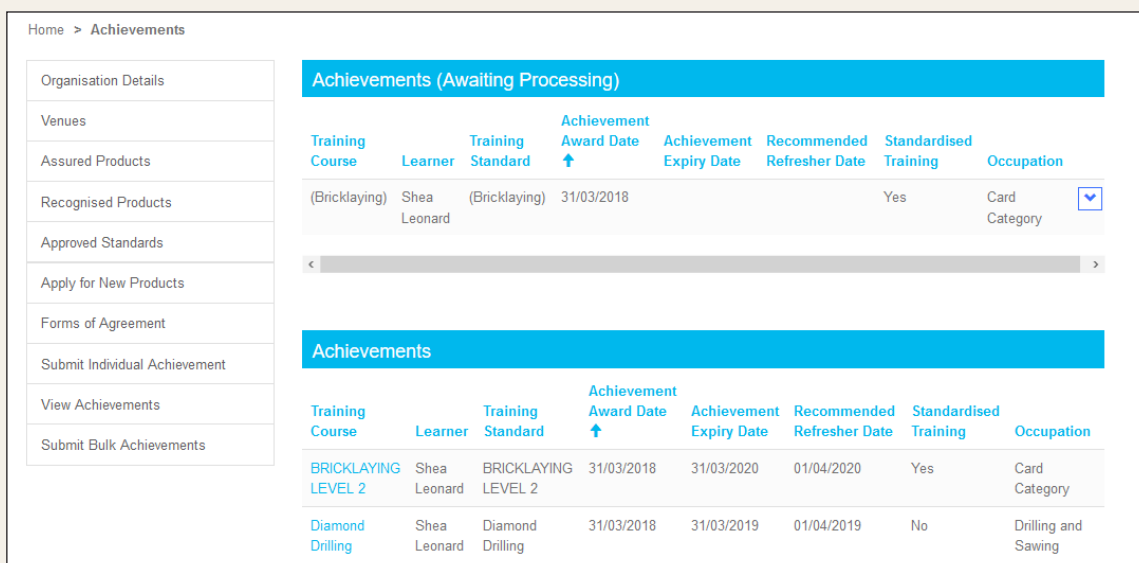 Home > Achievements
Organisation Details
Venues
Assured Products
Recognised Products
Approved Standards
Apply for New Products
Forms of Agreement
Submit Individual Achievement
View Achievements
Submit Bulk Achievements
Achievements (Awaiting Processing)
Training Course Learner Training Standard Achievement Award Date Achievement Expiry Date Recommended Refresher Date Standardised Training Occupation
(Bricklaying) Shea Leonard (Bricklaying) 31/03/2018 Yes Card Category
Achievements
Training Course Learner Training Standard Achievement Award Date Achievement Expiry Date Recommended Refresher Date Standardised Training Occupation
BRICKLAYING LEVEL 2 Shea Leonard BRICKLAYING LEVEL 2 31/03/2018 31/03/2020 01/04/2020 Yes Card Category
Diamond Drilling Shea Leonard Diamond Drilling 31/03/2018 31/03/2019 01/04/2019 No Drilling and Sawing